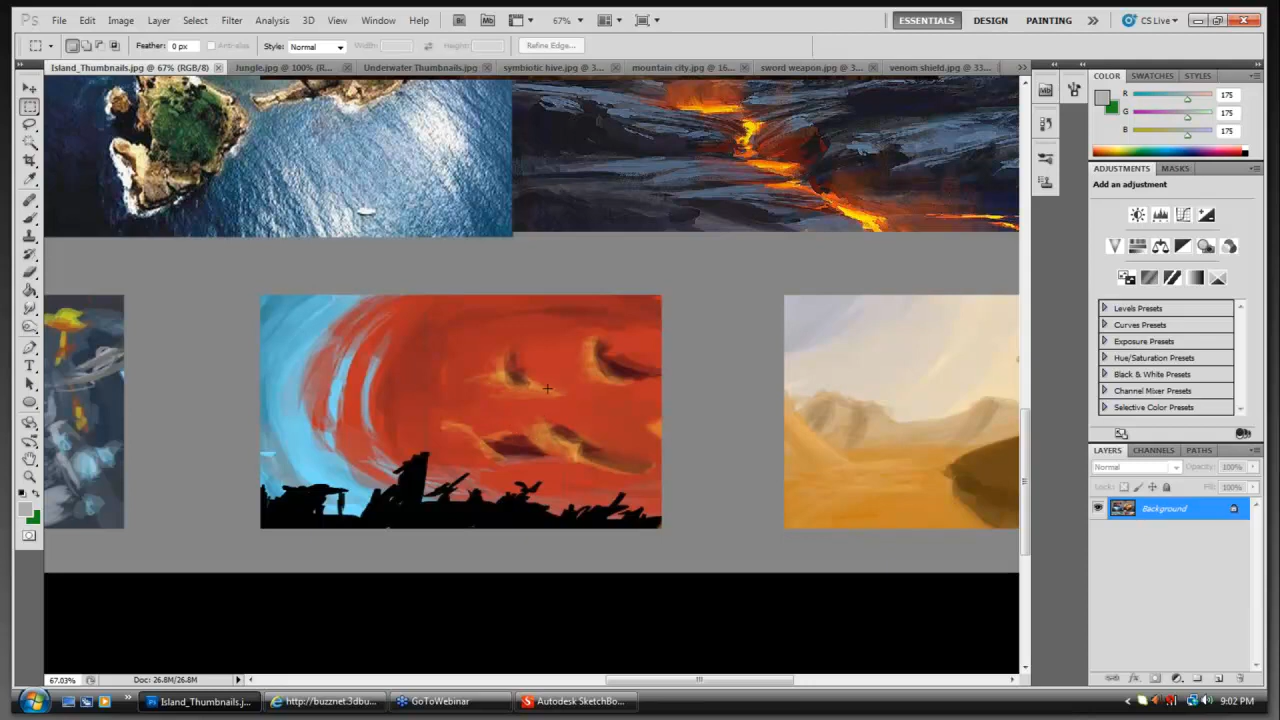 Ps File Edit Image Layer Select Filter Analysis 3D View Window Help Br Mb 67% ESSENTIALS DESIGN PAINTING CS Live
Feather: 0 px Anti-alias Style: Normal Width: Height: Refine Edge...
Island_Thumbnails.jpg @ 67% (RGB/8) Jungle.jpg @ 100% (R... Underwater Thumbnails.jpg symbiotic hive.jpg @ 3... mountain city.jpg @ 16... sword weapon.jpg @ 3... venom shield.jpg @ 33...
COLOR SWATCHES STYLES
R 175
G 175
B 175
ADJUSTMENTS MASKS
Add an adjustment
Levels Presets
Curves Presets
Exposure Presets
Hue/Saturation Presets
Black & White Presets
Channel Mixer Presets
Selective Color Presets
LAYERS CHANNELS PATHS
Normal Opacity: 100%
Lock: Fill: 100%
Background
67.03% Doc: 26.8M/26.8M
Island_Thumbnails.j... http://buzznet.3dbu... GoToWebinar Autodesk SketchBo... 9:02 PM